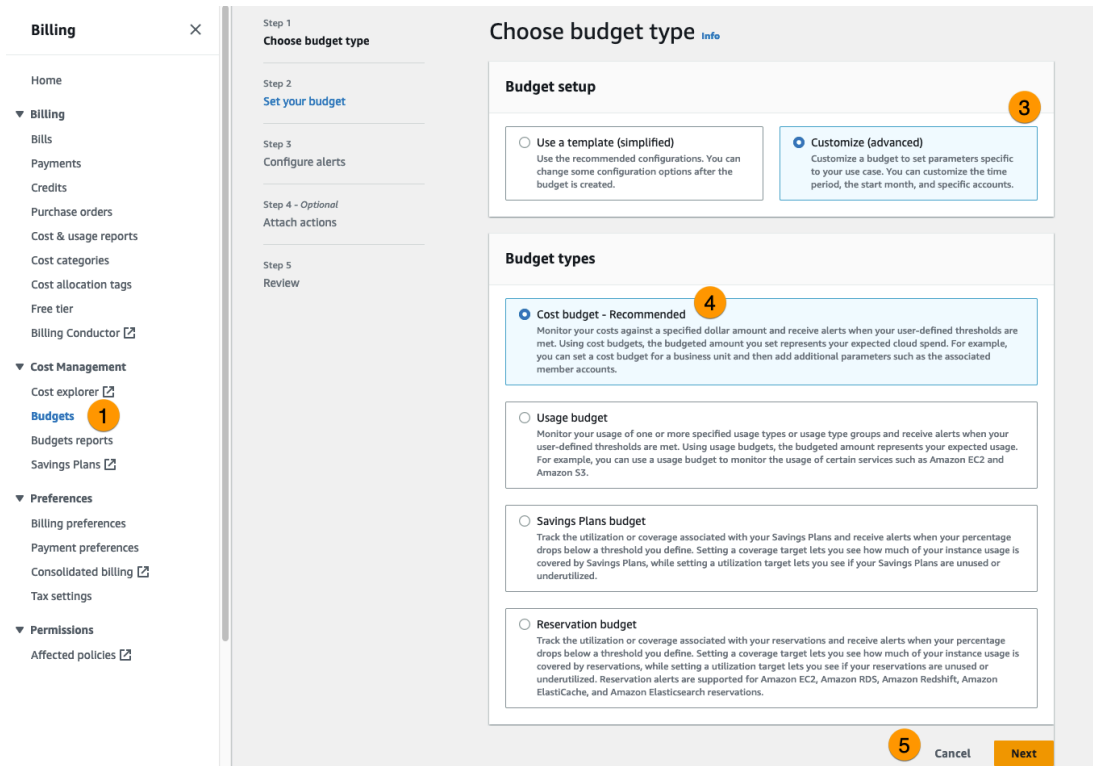 Billing
Home
Billing
Bills
Payments
Credits
Purchase orders
Cost & usage reports
Cost categories
Cost allocation tags
Free tier
Billing Conductor
Cost Management
Cost explorer
Budgets
1
Budgets reports
Savings Plans
Preferences
Billing preferences
Payment preferences
Consolidated billing
Tax settings
Permissions
Affected policies
Step 1
Choose budget type
Step 2
Set your budget
Step 3
Configure alerts
Step 4 - Optional
Attach actions
Step 5
Review
Choose budget type Info
Budget setup
3
Use a template (simplified)
Use the recommended configurations. You can
change some configuration options after the
budget is created.
Customize (advanced)
Customize a budget to set parameters specific
to your use case. You can customize the time
period, the start month, and specific accounts.
Budget types
4
Cost budget - Recommended
Monitor your costs against a specified dollar amount and receive alerts when your user-defined thresholds are
met. Using cost budgets, the budgeted amount you set represents your expected cloud spend. For example,
you can set a cost budget for a business unit and then add additional parameters such as the associated
member accounts.
Usage budget
Monitor your usage of one or more specified usage types or usage type groups and receive alerts when your
user-defined thresholds are met. Using usage budgets, the budgeted amount represents your expected usage.
For example, you can use a usage budget to monitor the usage of certain services such as Amazon EC2 and
Amazon S3.
Savings Plans budget
Track the utilization or coverage associated with your Savings Plans and receive alerts when your percentage
drops below a threshold you define. Setting a coverage target lets you see how much of your instance usage is
covered by Savings Plans, while setting a utilization target lets you see if your Savings Plans are unused or
underutilized.
Reservation budget
Track the utilization or coverage associated with your reservations and receive alerts when your percentage
drops below a threshold you define. Setting a coverage target lets you see how much of your instance usage is
covered by reservations, while setting a utilization target lets you see if your reservations are unused or
underutilized. Reservation alerts are supported for Amazon EC2, Amazon RDS, Amazon Redshift, Amazon
ElastiCache, and Amazon Elasticsearch reservations.
5
Cancel
Next